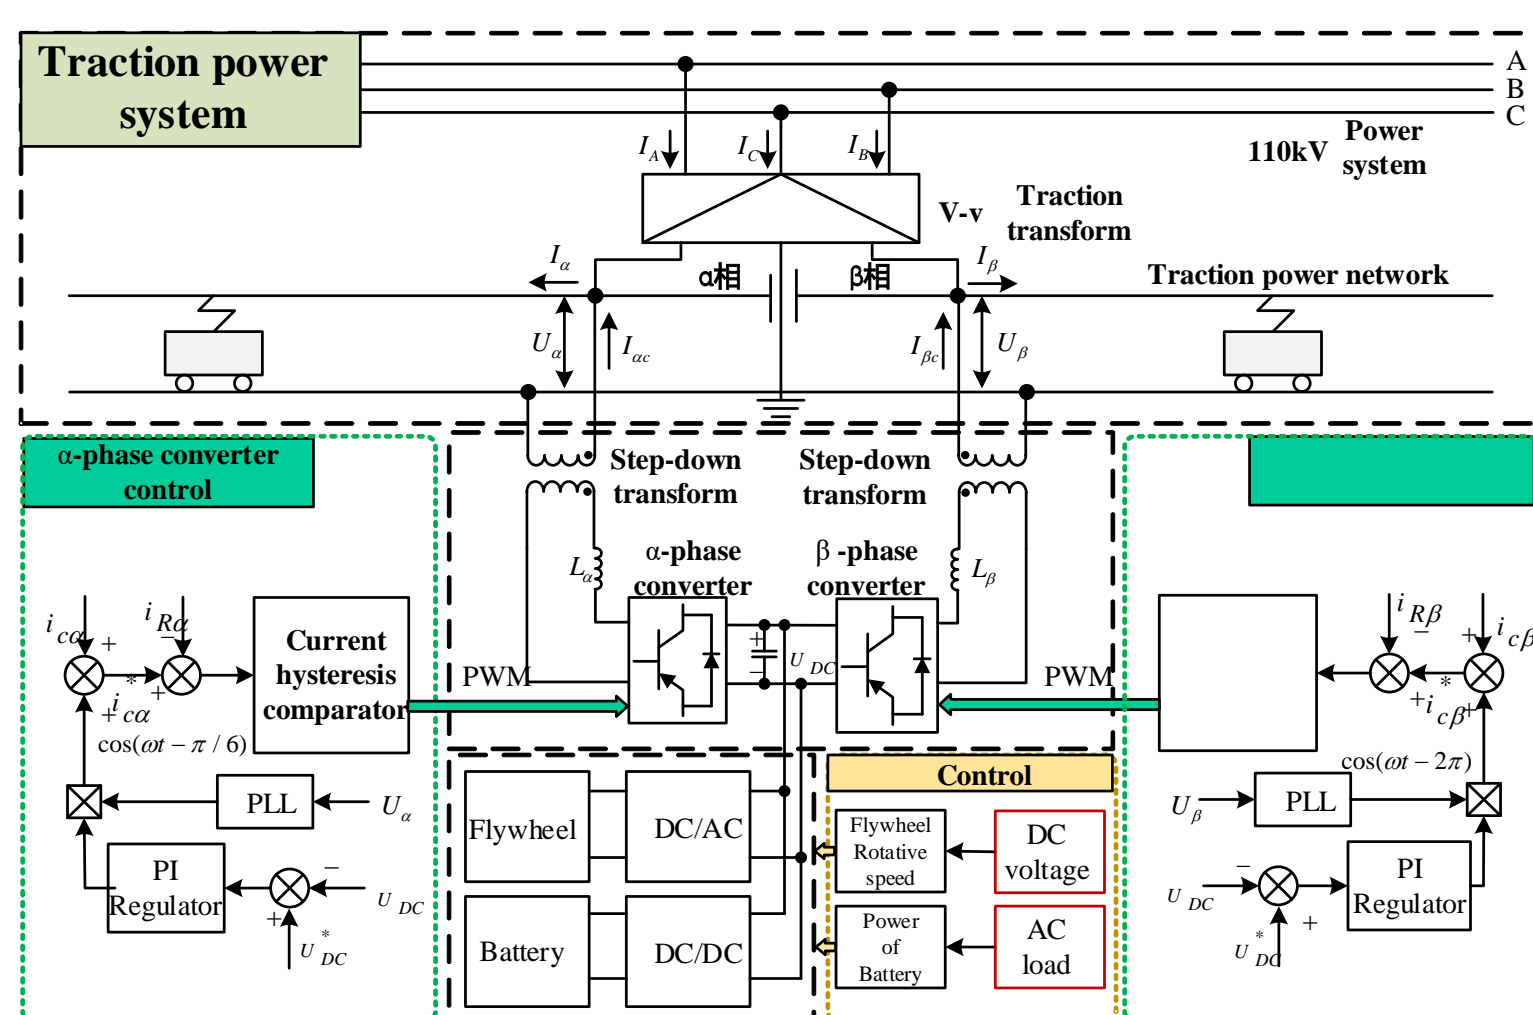 Traction power
system
A
B
C
110kV
Power
system
I_A
I_C
I_B
V-v
Traction
transform
I_α
α相
β相
I_β
Traction power network
U_α
I_αc
I_βc
U_β
α-phase converter
control
Step-down
transform
Step-down
transform
L_α
α-phase
converter
β -phase
converter
L_β
i_cα
+
i_Rα
−
Current
hysteresis
comparator
+
i*_cα
+
cos(ωt − π / 6)
PWM
+
−
U_DC
PWM
i_Rβ
−
+
i_cβ
+
i*_cβ
+
cos(ωt − 2π)
PLL
U_α
PI
Regulator
−
U_DC
+
U*_DC
Flywheel
DC/AC
Battery
DC/DC
Control
Flywheel
Rotative
speed
DC
voltage
Power
of
Battery
AC
load
U_β
PLL
−
U_DC
+
U*_DC
PI
Regulator